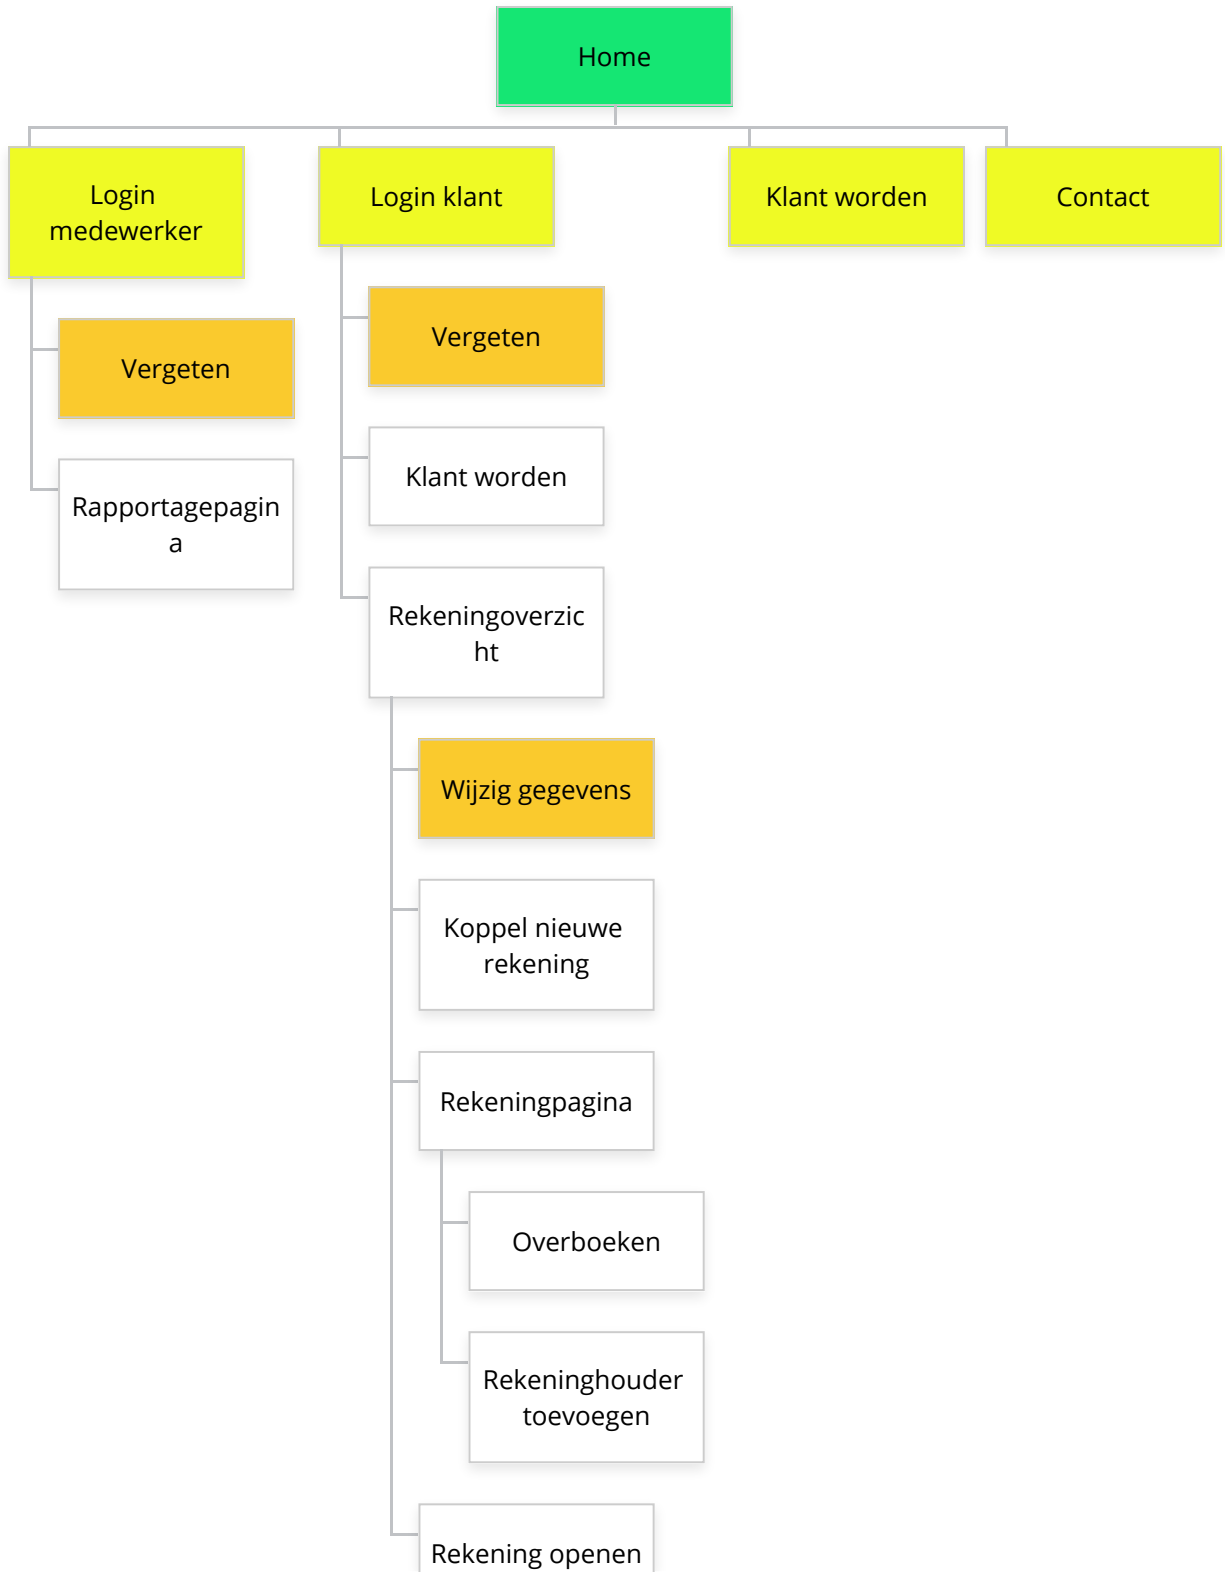 Home
Login
medewerker
Login klant
Klant worden
Contact
Vergeten
Rapportagepagin
a
Vergeten
Klant worden
Rekeningoverzic
ht
Wijzig gegevens
Koppel nieuwe
rekening
Rekeningpagina
Overboeken
Rekeninghouder
toevoegen
Rekening openen